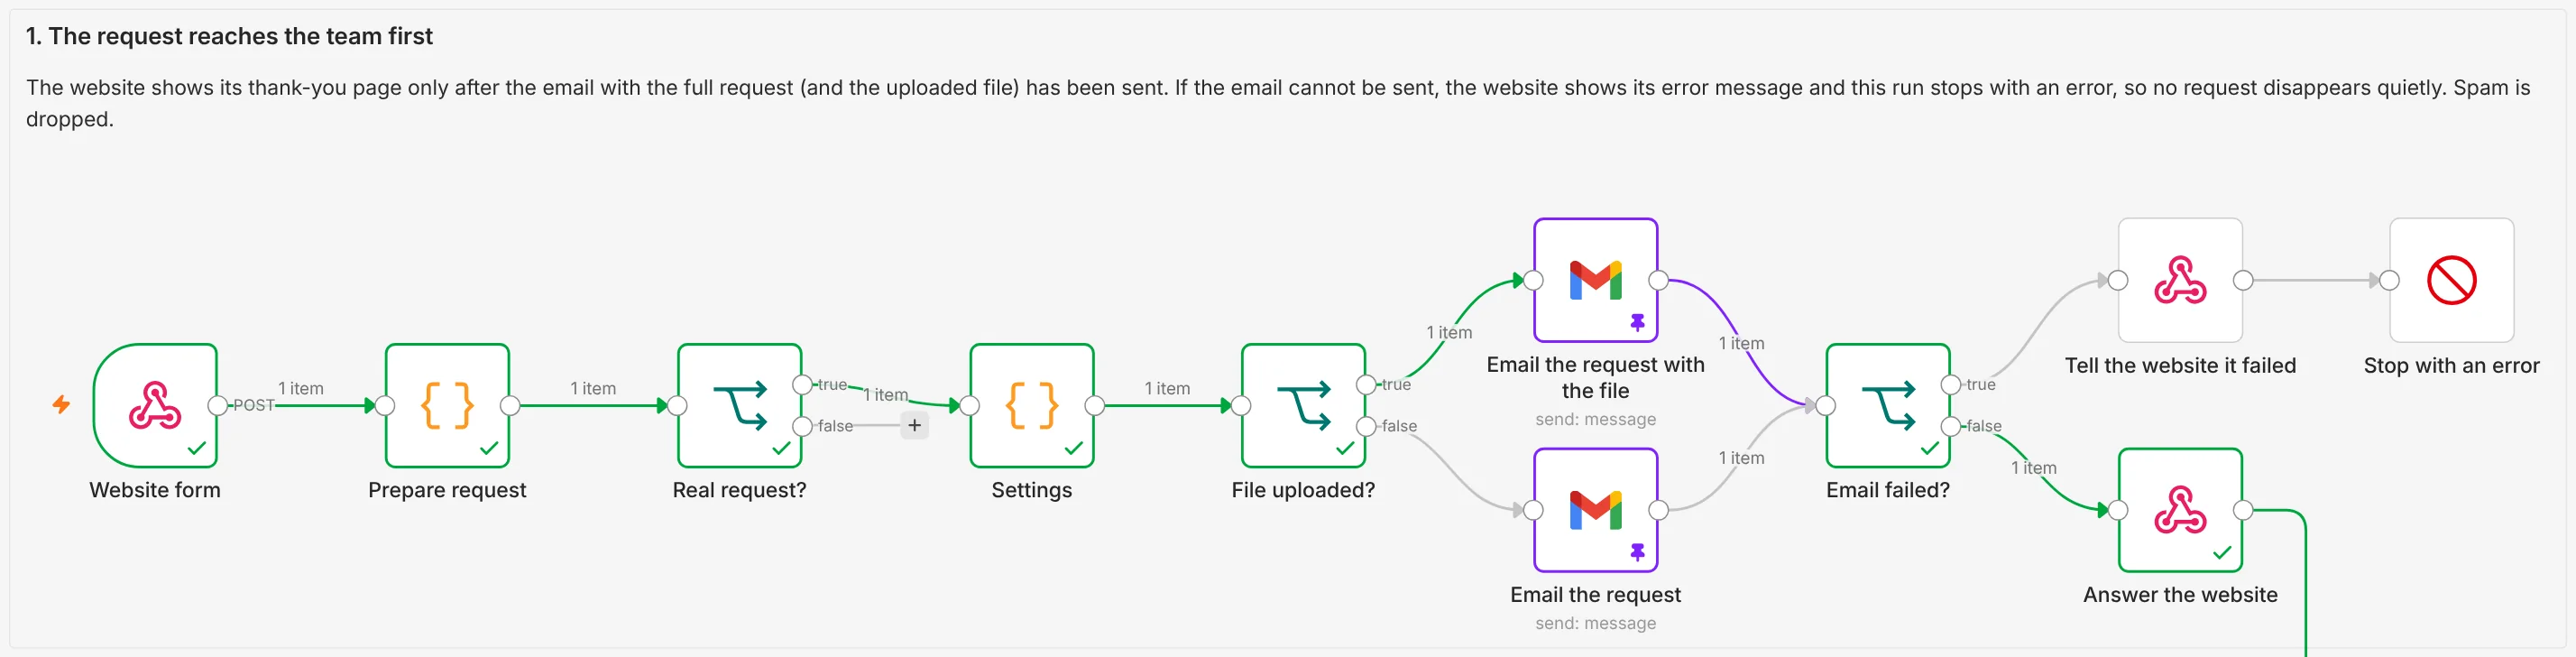 1. The request reaches the team first
The website shows its thank-you page only after the email with the full request (and the uploaded file) has been sent. If the email cannot be sent, the website shows its error message and this run stops with an error, so no request disappears quietly. Spam is
dropped.
POST
1 item
1 item
true
1 item
false
+
1 item
true
false
1 item
1 item
1 item
true
false
1 item
Website form
Prepare request
Real request?
Settings
File uploaded?
Email the request with
the file
send: message
Email the request
send: message
Email failed?
Tell the website it failed
Stop with an error
Answer the website